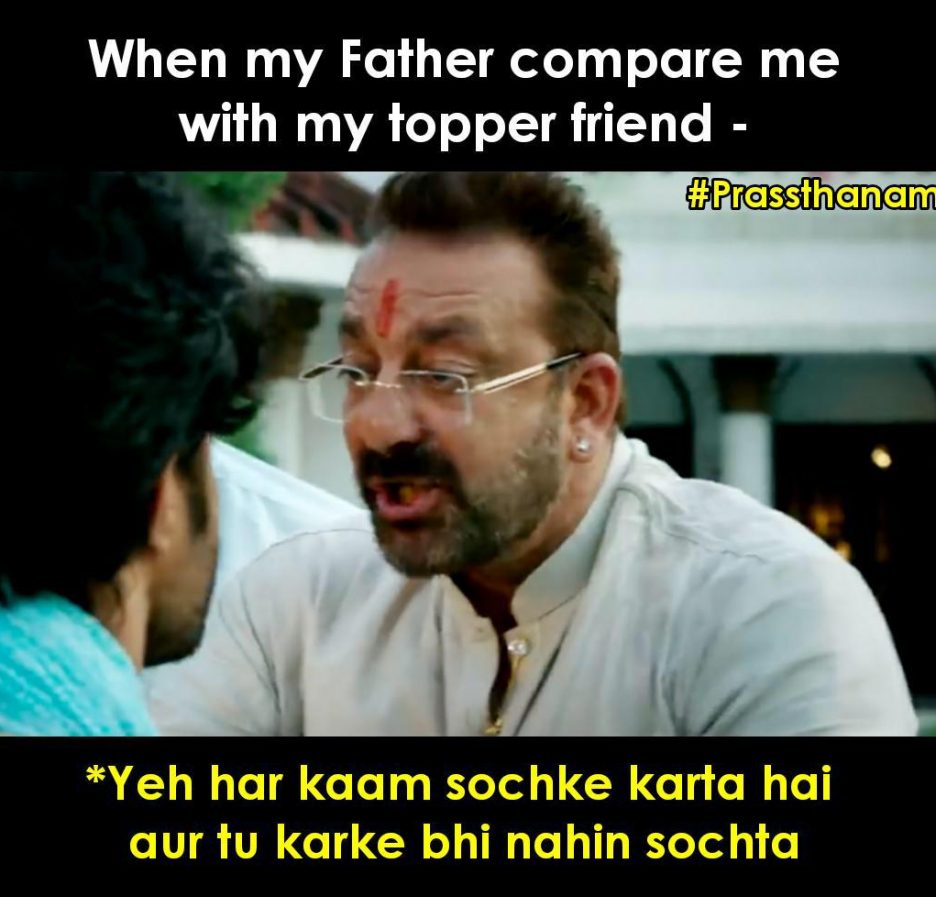 When my Father compare me
with my topper friend -
#Prassthanam
*Yeh har kaam sochke karta hai
aur tu karke bhi nahin sochta